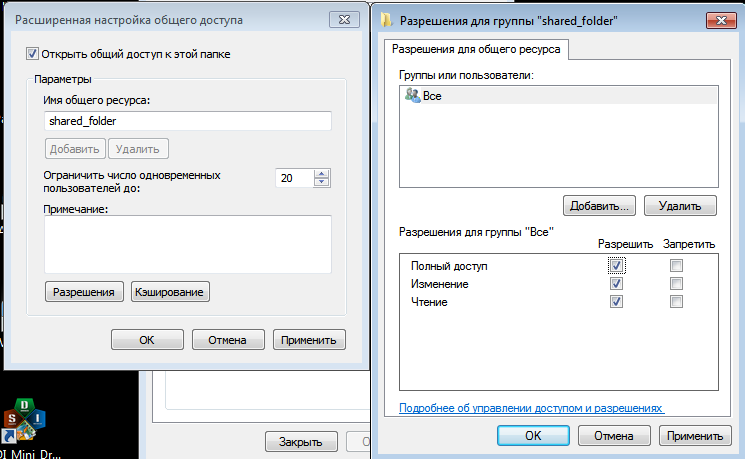 Расширенная настройка общего доступа
Открыть общий доступ к этой папке
Параметры
Имя общего ресурса:
shared_folder
Добавить
Удалить
Ограничить число одновременных
пользователей до:
20
Примечание:
Разрешения
Кэширование
ОК
Отмена
Применить
Разрешения для группы "shared_folder"
Разрешения для общего ресурса
Группы или пользователи:
Все
Добавить...
Удалить
Разрешения для группы "Все"
Разрешить
Запретить
Полный доступ
Изменение
Чтение
Подробнее об управлении доступом и разрешениях
ОК
Отмена
Применить
S D I
DI Mini Dr...
Закрыть